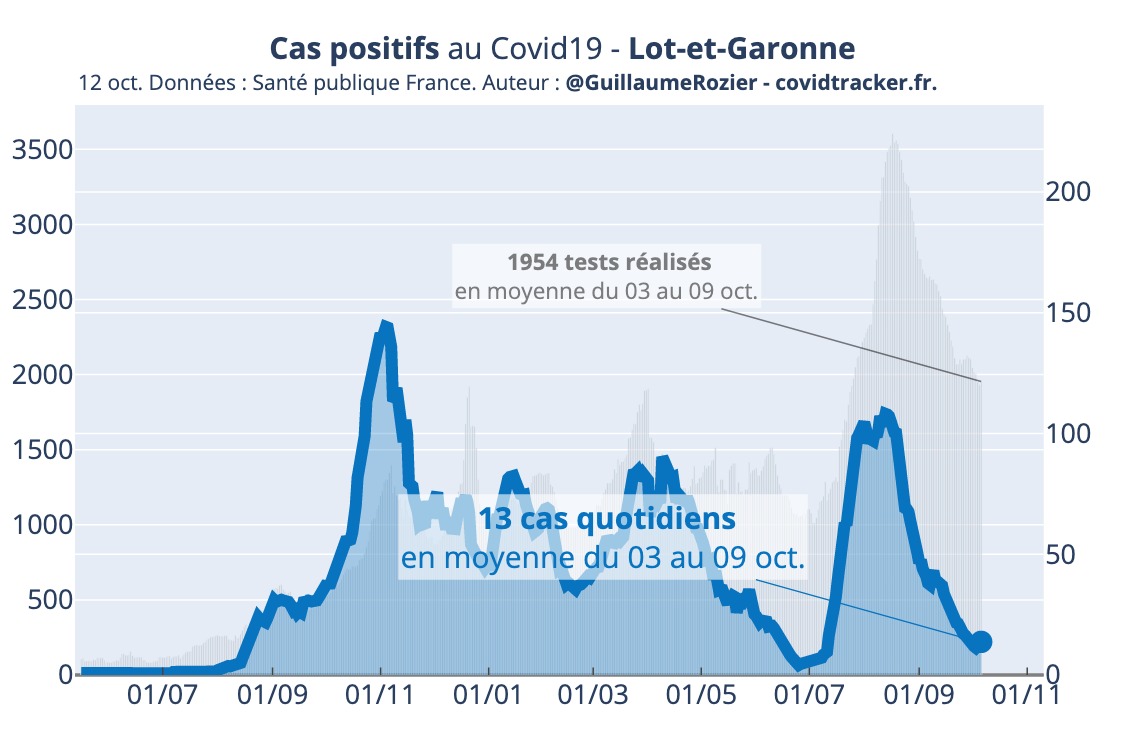 Cas positifs au Covid19 - Lot-et-Garonne
12 oct. Données : Santé publique France. Auteur : @GuillaumeRozier - covidtracker.fr.
3500
3000
2500
2000
1500
1000
500
0
200
150
100
50
0
1954 tests réalisés
en moyenne du 03 au 09 oct.
13 cas quotidiens
en moyenne du 03 au 09 oct.
01/07 01/09 01/11 01/01 01/03 01/05 01/07 01/09 01/11